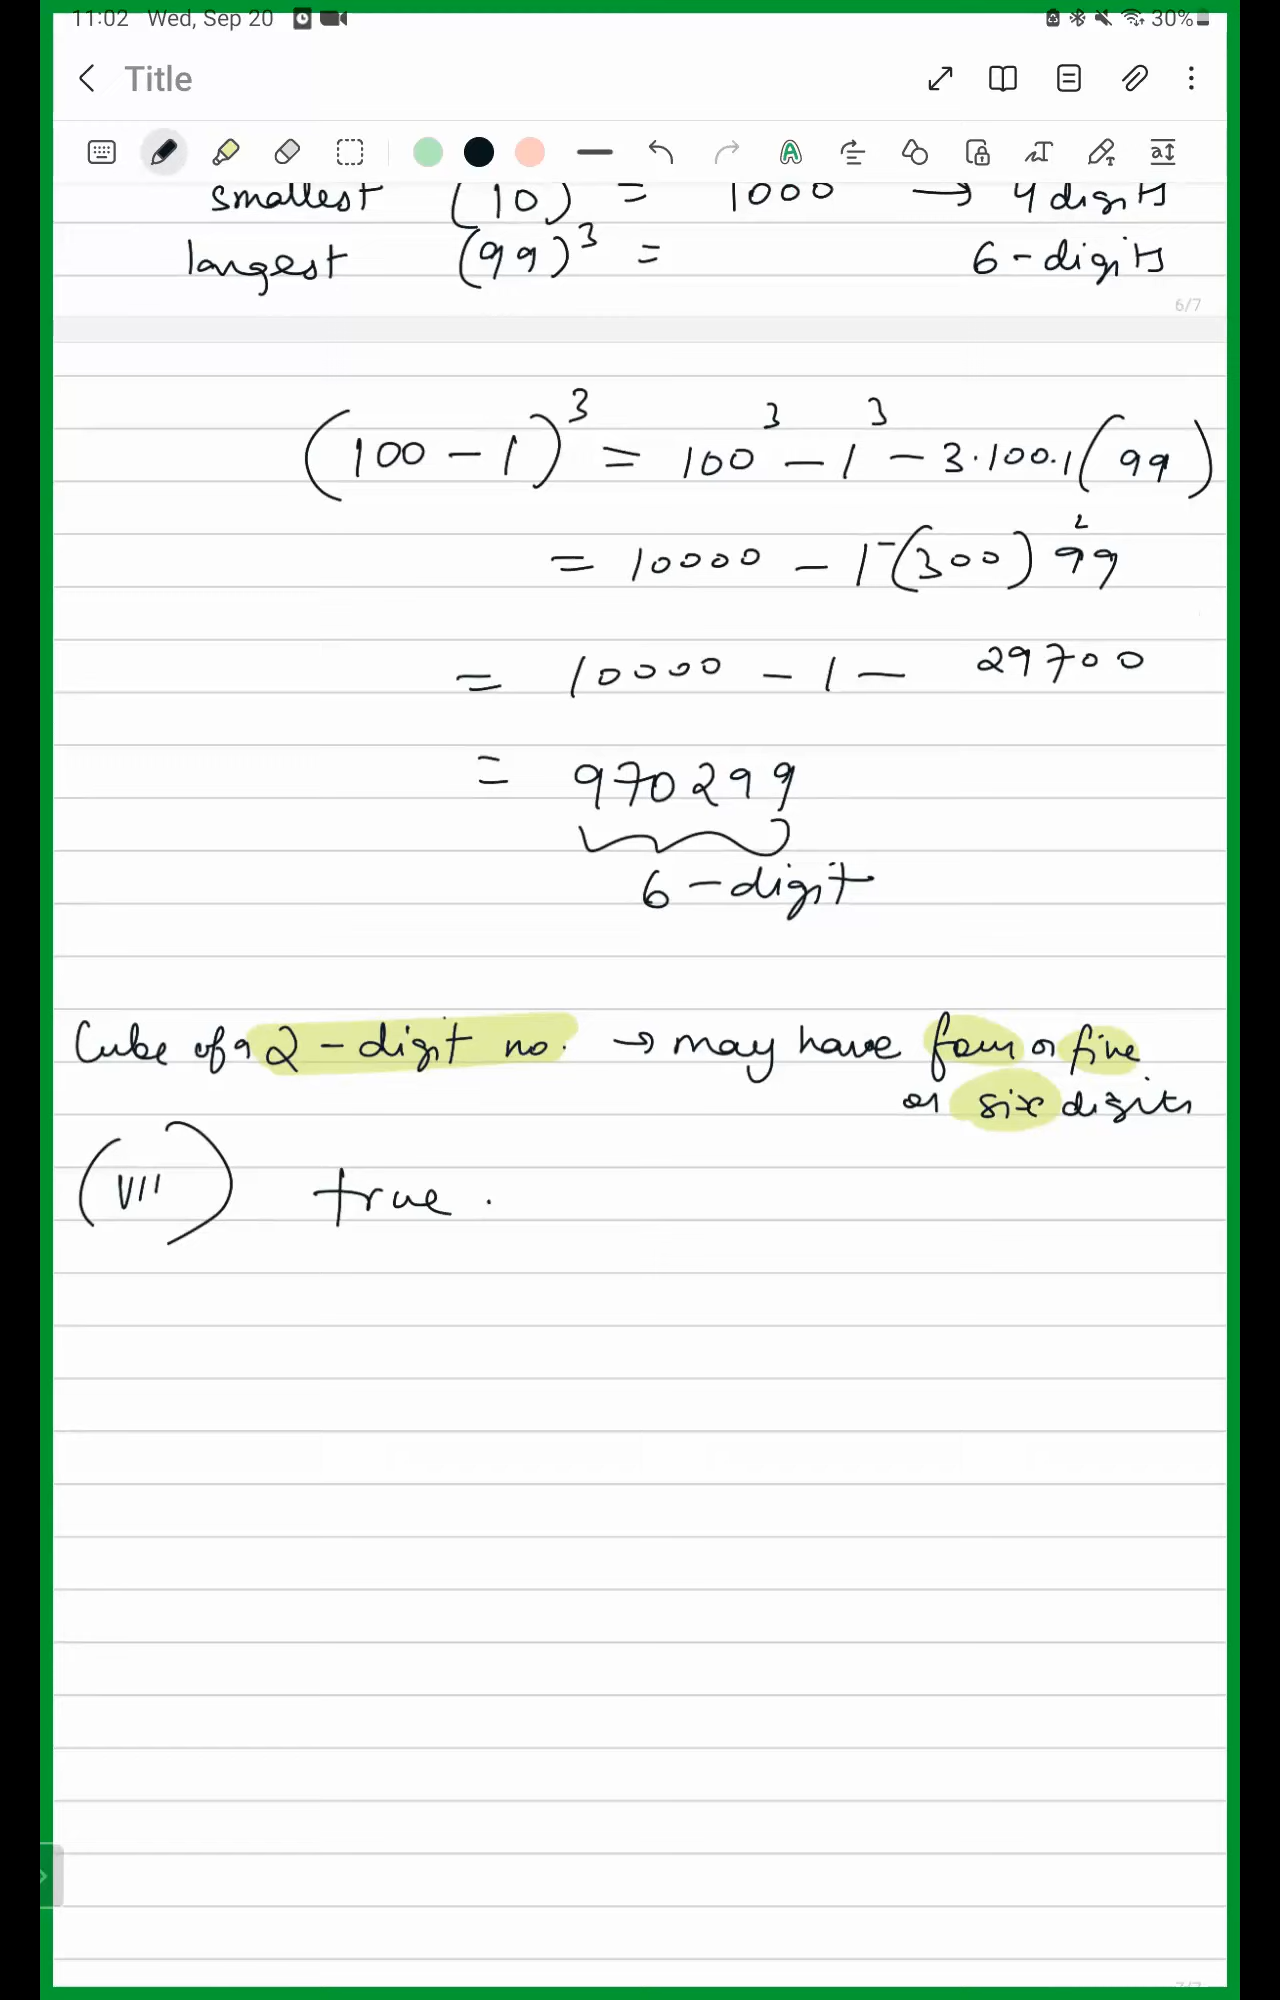 11:02 Wed, Sep 20 30%
Title
smallest (10) = 1000 → 4 digits
largest (99)³ = 6-digits
6/7
(100 - 1)³ = 100³ - 1³ - 3.100.1(99)
= 10000 - 1 - (300) 99
= 10000 - 1 - 29700
= 970299
6-digit
Cube of a 2-digit no. → may have four or five
or six digits
(VII) true.
7/7